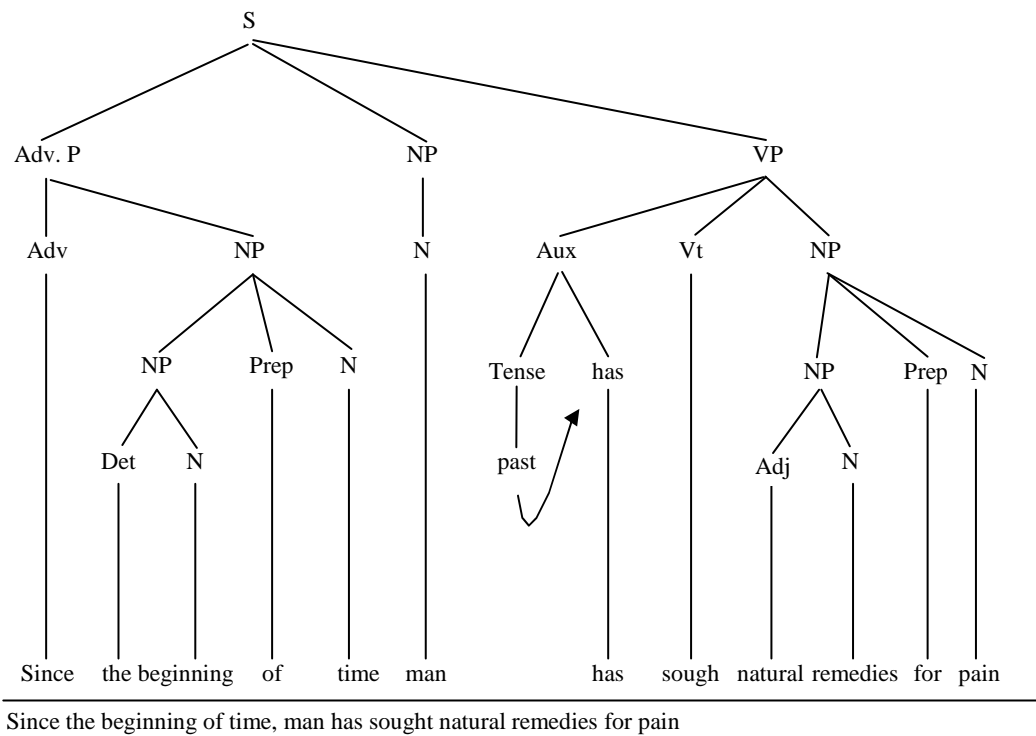 S
Adv. P NP VP
Adv NP N Aux Vt NP
NP Prep N Tense has NP Prep N
Det N past Adj N
Since the beginning of time man has sough natural remedies for pain
Since the beginning of time, man has sought natural remedies for pain